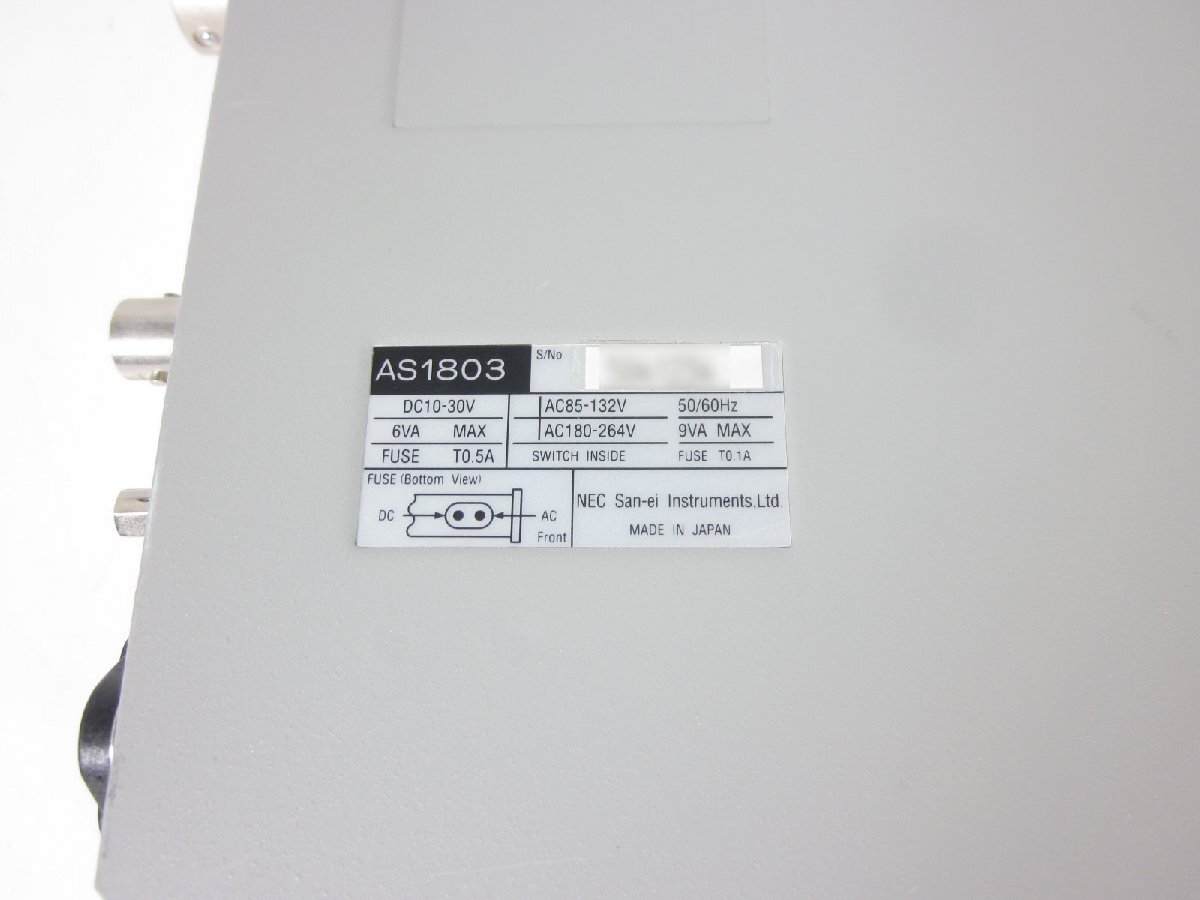 AS1803 S/No
DC10-30V AC85-132V 50/60Hz
6VA MAX AC180-264V 9VA MAX
FUSE T0.5A SWITCH INSIDE FUSE T0.1A
FUSE (Bottom View)
DC AC
Front
NEC San-ei Instruments,Ltd.
MADE IN JAPAN